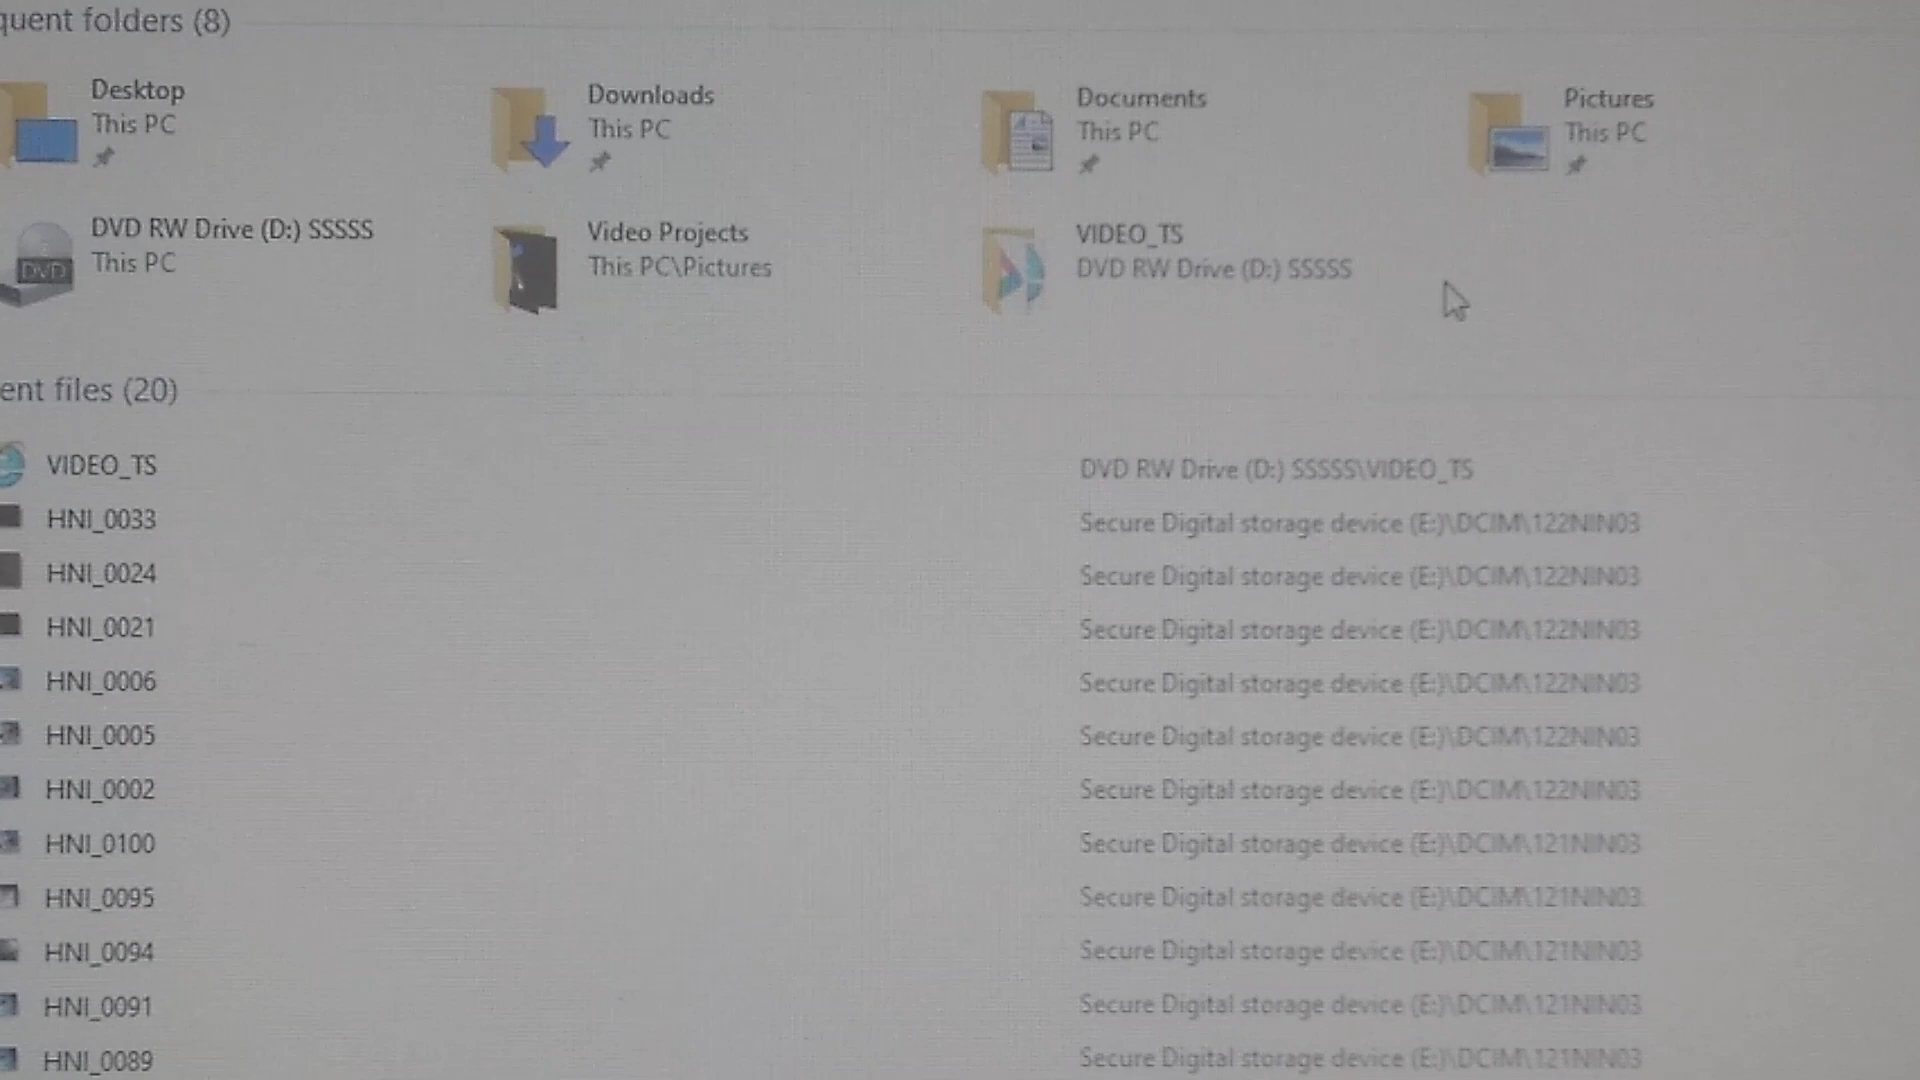 quent folders (8)
Desktop
This PC
Downloads
This PC
Documents
This PC
Pictures
This PC
DVD RW Drive (D:) SSSSS
This PC
DVD
Video Projects
This PC\Pictures
VIDEO_TS
DVD RW Drive (D:) SSSSS
ent files (20)
VIDEO_TS DVD RW Drive (D:) SSSSS\VIDEO_TS
HNI_0033 Secure Digital storage device (E:)\DCIM\122NIN03
HNI_0024 Secure Digital storage device (E:)\DCIM\122NIN03
HNI_0021 Secure Digital storage device (E:)\DCIM\122NIN03
HNI_0006 Secure Digital storage device (E:)\DCIM\122NIN03
HNI_0005 Secure Digital storage device (E:)\DCIM\122NIN03
HNI_0002 Secure Digital storage device (E:)\DCIM\122NIN03
HNI_0100 Secure Digital storage device (E:)\DCIM\121NIN03
HNI_0095 Secure Digital storage device (E:)\DCIM\121NIN03
HNI_0094 Secure Digital storage device (E:)\DCIM\121NIN03
HNI_0091 Secure Digital storage device (E:)\DCIM\121NIN03
HNI_0089 Secure Digital storage device (E:)\DCIM\121NIN03